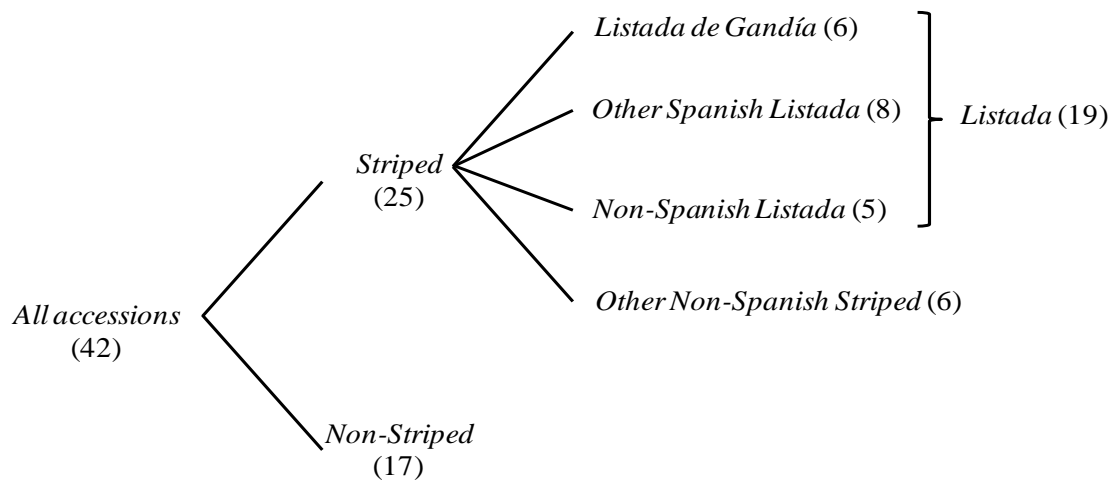 Listada de Gandía (6)
Other Spanish Listada (8)
Listada (19)
Striped
(25)
Non-Spanish Listada (5)
Other Non-Spanish Striped (6)
All accessions
(42)
Non-Striped
(17)